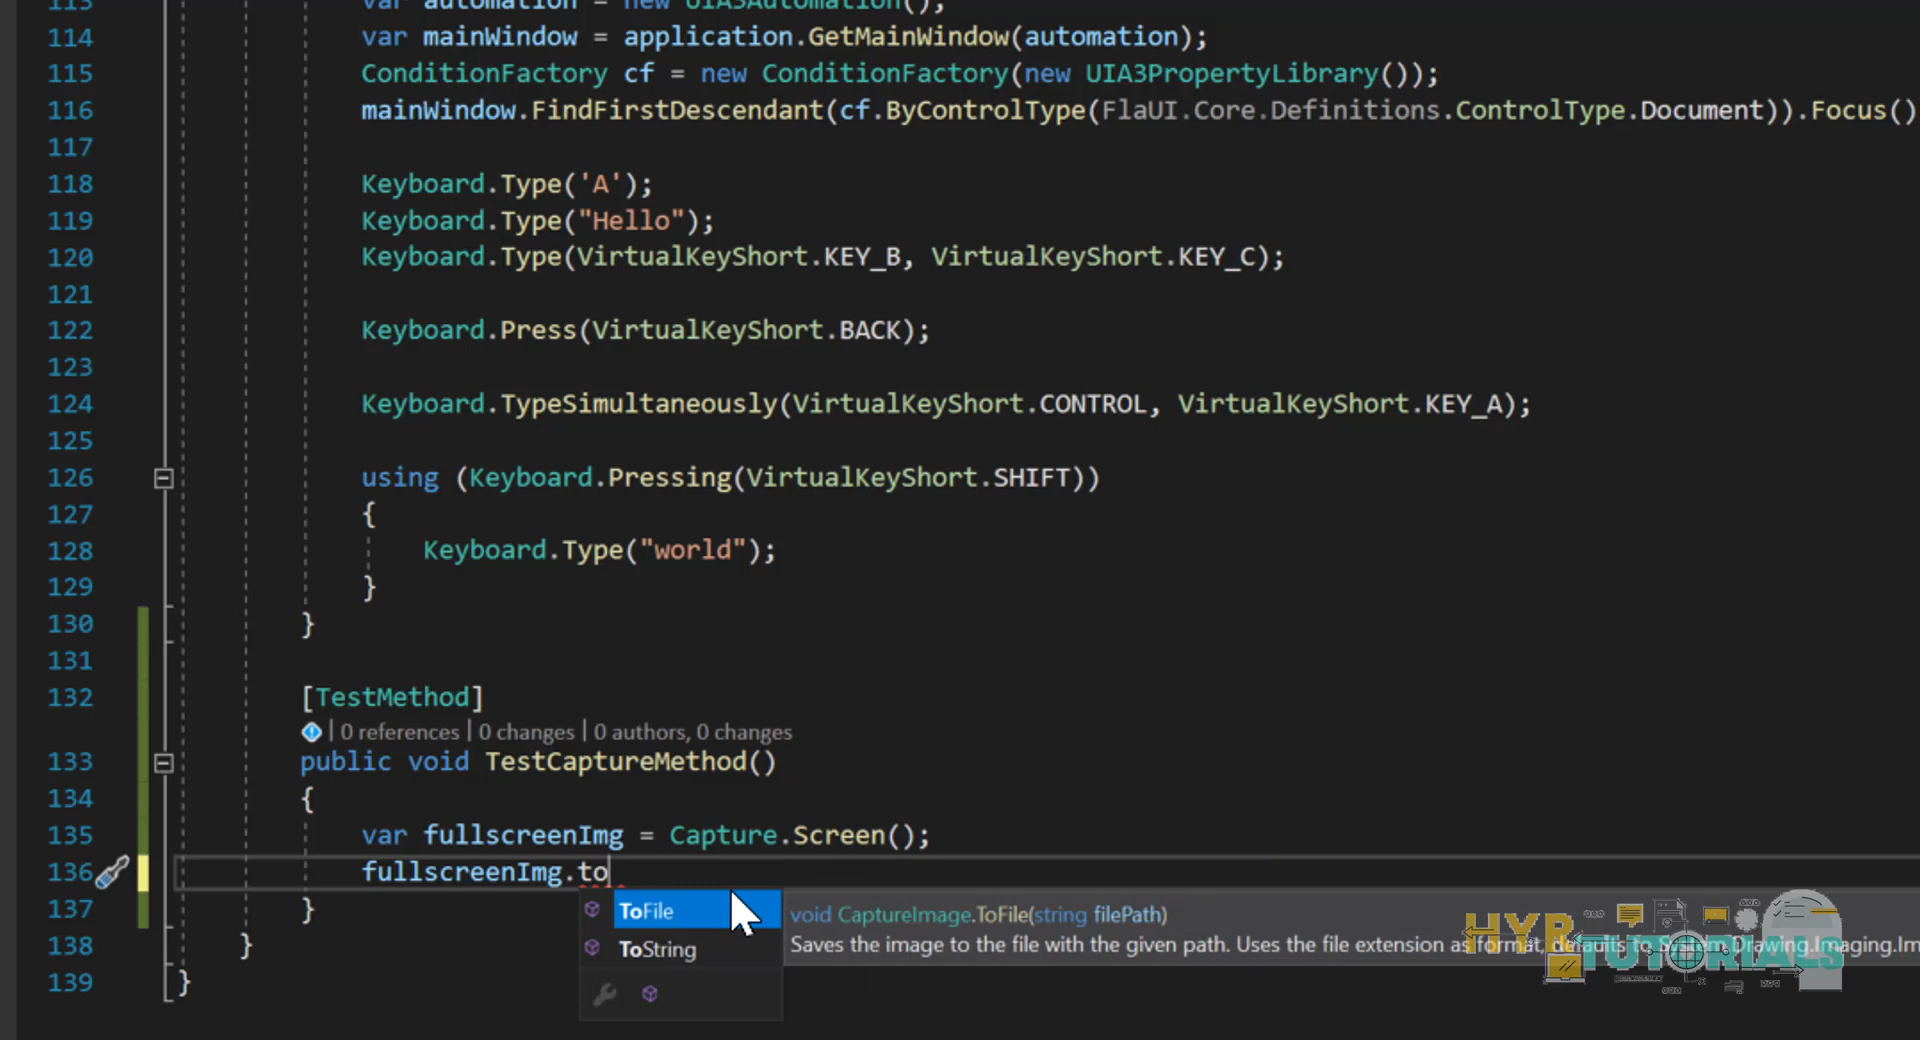 113 var automation = new UIA3Automation();
114 var mainWindow = application.GetMainWindow(automation);
115 ConditionFactory cf = new ConditionFactory(new UIA3PropertyLibrary());
116 mainWindow.FindFirstDescendant(cf.ByControlType(FlaUI.Core.Definitions.ControlType.Document)).Focus()
117
118 Keyboard.Type('A');
119 Keyboard.Type("Hello");
120 Keyboard.Type(VirtualKeyShort.KEY_B, VirtualKeyShort.KEY_C);
121
122 Keyboard.Press(VirtualKeyShort.BACK);
123
124 Keyboard.TypeSimultaneously(VirtualKeyShort.CONTROL, VirtualKeyShort.KEY_A);
125
126 using (Keyboard.Pressing(VirtualKeyShort.SHIFT))
127 {
128 Keyboard.Type("world");
129 }
130 }
131
132 [TestMethod]
| 0 references | 0 changes | 0 authors, 0 changes
133 public void TestCaptureMethod()
134 {
135 var fullscreenImg = Capture.Screen();
136 fullscreenImg.to
137 }
138 }
139 }
ToFile
ToString
void CaptureImage.ToFile(string filePath)
Saves the image to the file with the given path. Uses the file extension as format, defaults to System.Drawing.Imaging.Im
HYR
TUTORIALS